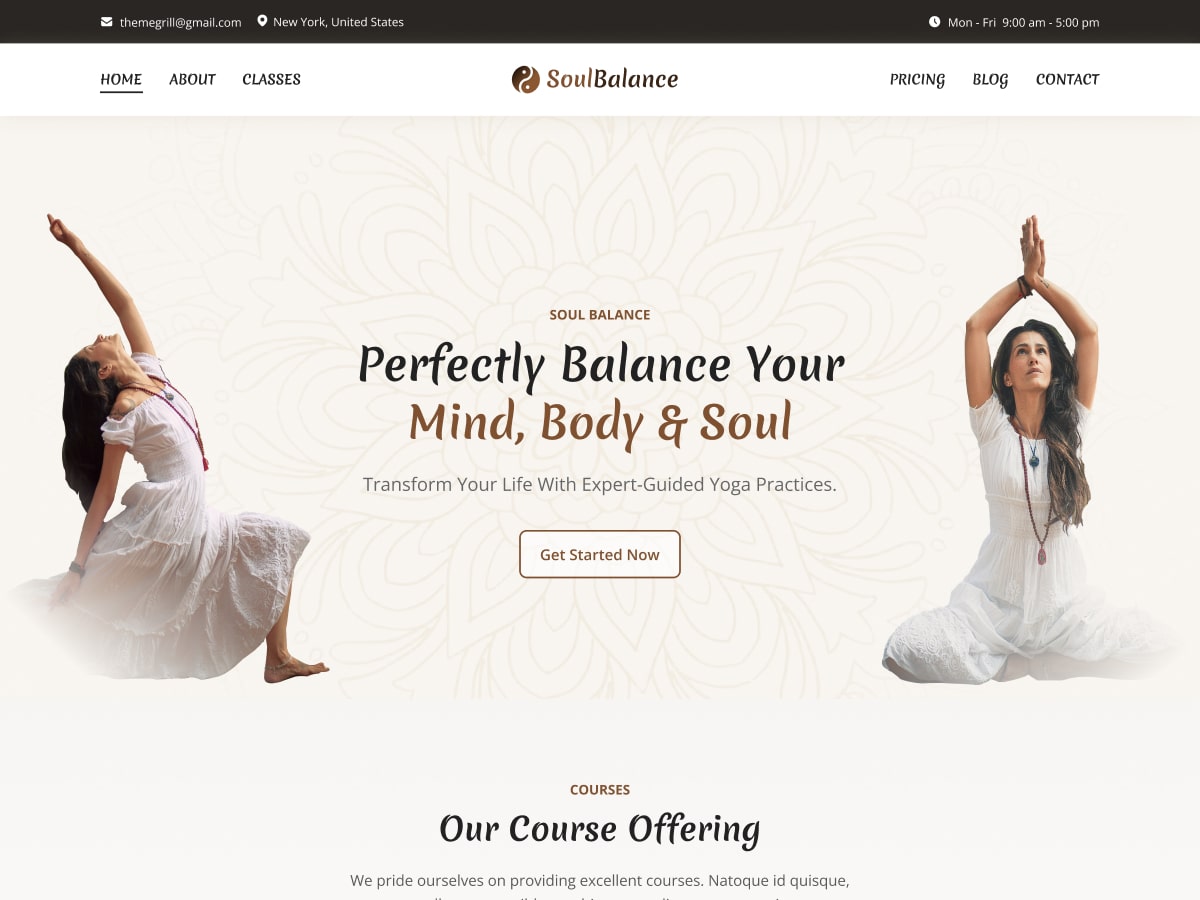 themegrill@gmail.com New York, United States Mon - Fri 9:00 am - 5:00 pm
HOME ABOUT CLASSES SoulBalance PRICING BLOG CONTACT
SOUL BALANCE
Perfectly Balance Your
Mind, Body & Soul
Transform Your Life With Expert-Guided Yoga Practices.
Get Started Now
COURSES
Our Course Offering
We pride ourselves on providing excellent courses. Natoque id quisque,